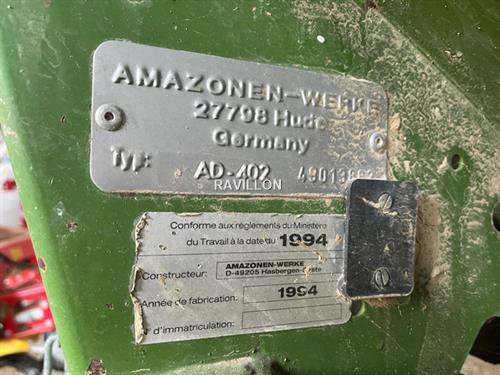 AMAZONEN-WERKE
27798 Hude
Germany
Typ: AD-402
RAVILLON
Conforme aux règlements du Ministère
du Travail à la date du 1994
Constructeur: AMAZONEN-WERKE
D-49205 Hasbergen-Gaste
Année de fabrication: 1994
d'immatriculation: